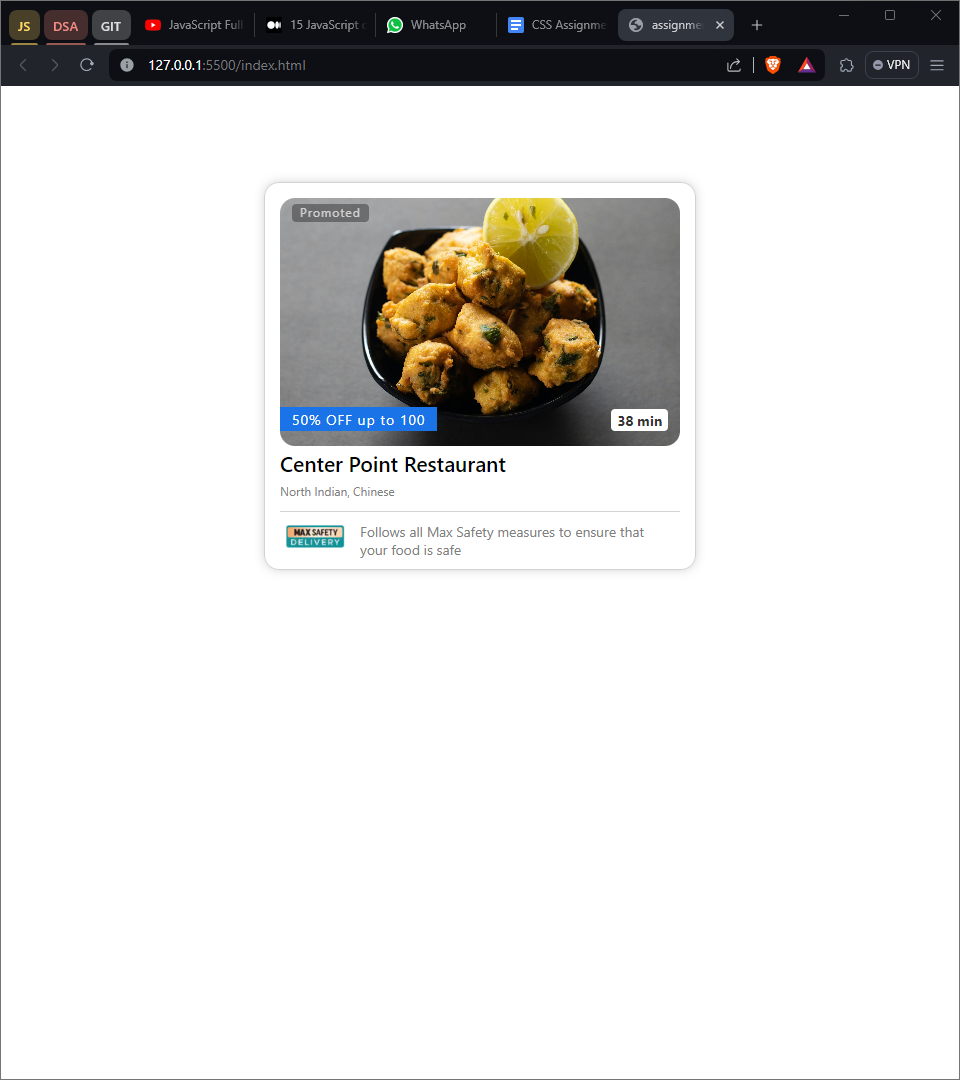 JS
DSA
GIT
JavaScript Full
15 JavaScript
WhatsApp
CSS Assignme
assignme
127.0.0.1:5500/index.html
VPN
Promoted
50% OFF up to 100
38 min
Center Point Restaurant
North Indian, Chinese
MAX SAFETY
DELIVERY
Follows all Max Safety measures to ensure that
your food is safe